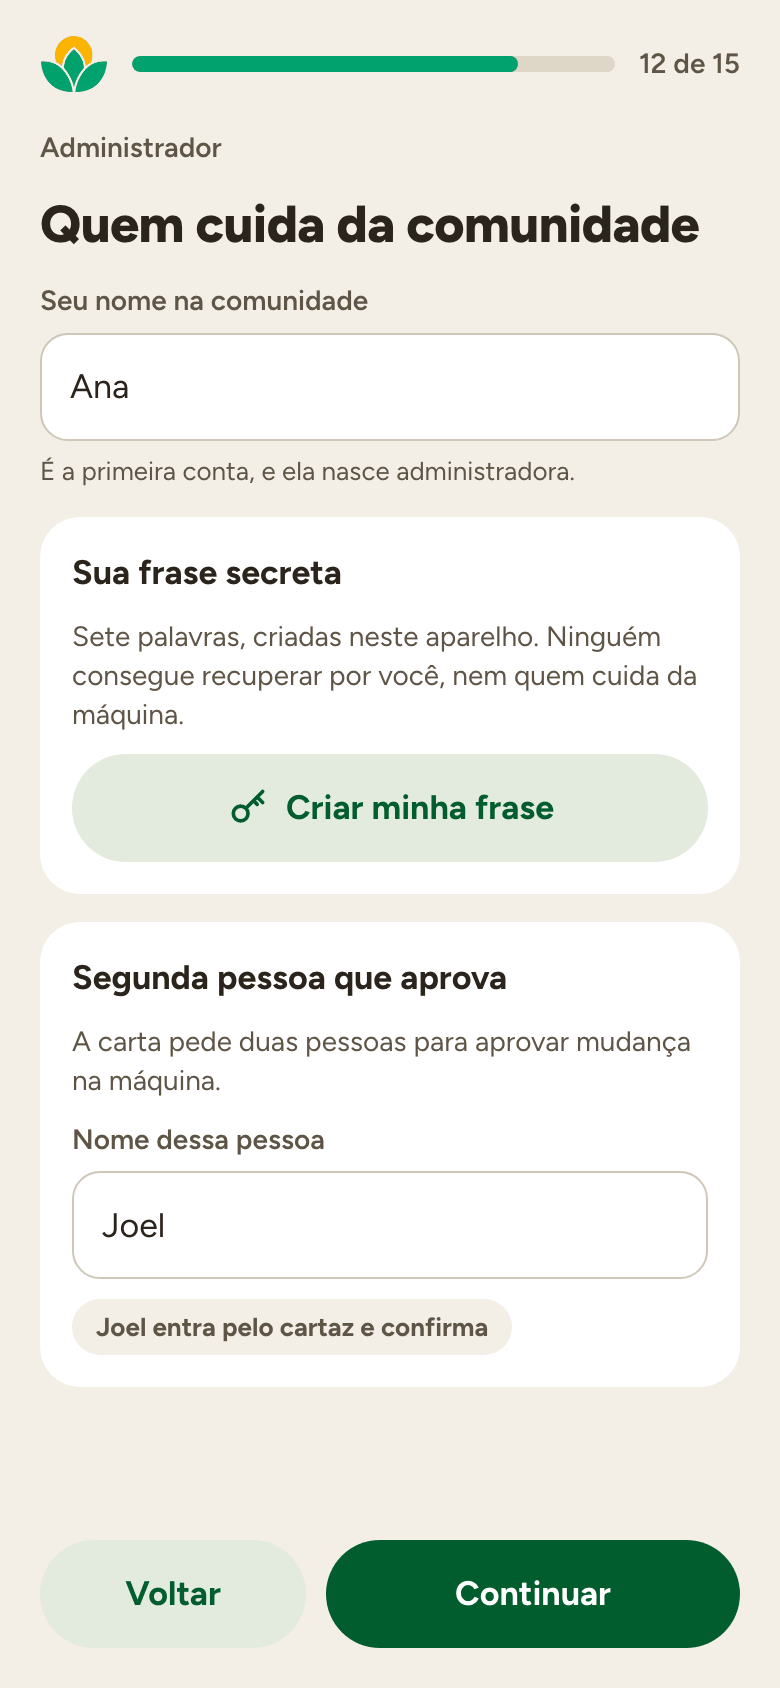 12 de 15
Administrador
Quem cuida da comunidade
Seu nome na comunidade
Ana
É a primeira conta, e ela nasce administradora.
Sua frase secreta
Sete palavras, criadas neste aparelho. Ninguém
consegue recuperar por você, nem quem cuida da
máquina.
Criar minha frase
Segunda pessoa que aprova
A carta pede duas pessoas para aprovar mudança
na máquina.
Nome dessa pessoa
Joel
Joel entra pelo cartaz e confirma
Voltar
Continuar